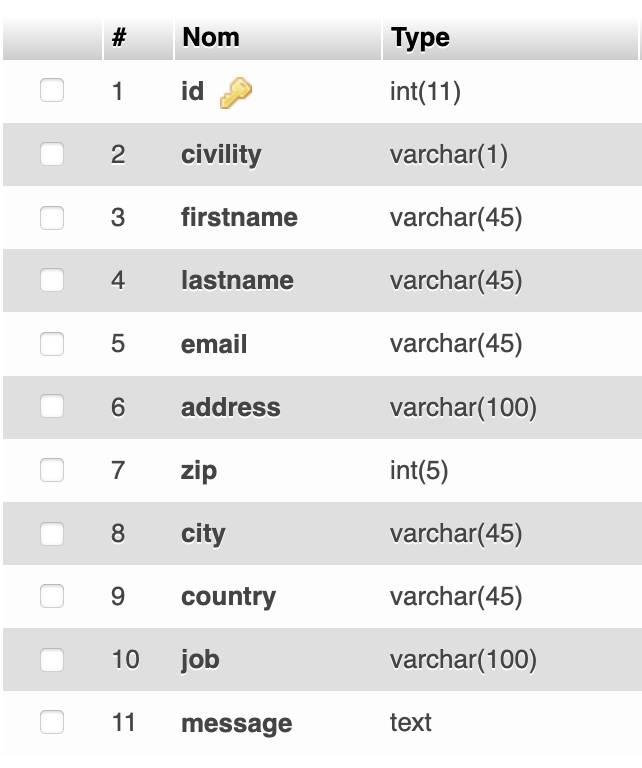 # Nom Type
1 id int(11)
2 civility varchar(1)
3 firstname varchar(45)
4 lastname varchar(45)
5 email varchar(45)
6 address varchar(100)
7 zip int(5)
8 city varchar(45)
9 country varchar(45)
10 job varchar(100)
11 message text